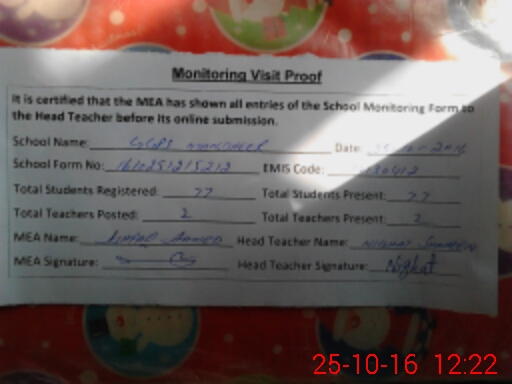 Monitoring Visit Proof
It is certified that the MEA has shown all entries of the School Monitoring Form to
the Head Teacher before its online submission.
School Name: Date:
School Form No: EMIS Code:
Total Students Registered: 77 Total Students Present: 77
Total Teachers Posted: 2 Total Teachers Present: 2
MEA Name: Head Teacher Name:
MEA Signature: Head Teacher Signature: Nighat
25-10-16 12:22